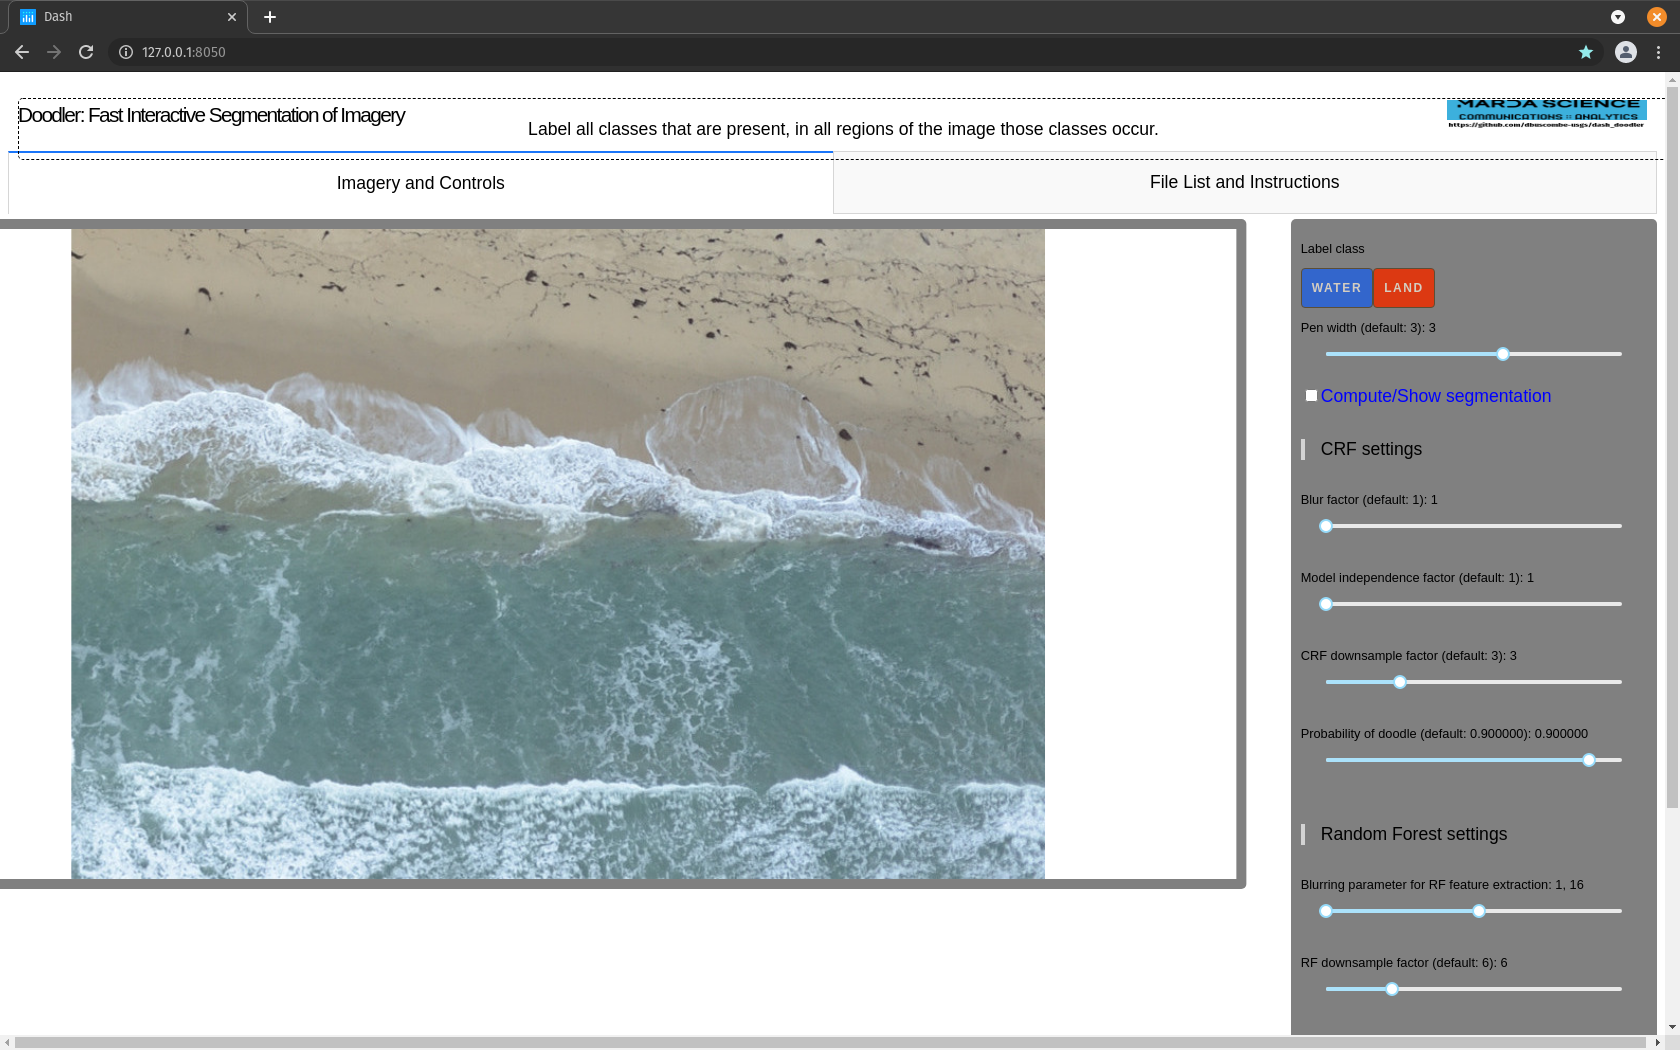 Dash
127.0.0.1:8050
Doodler: Fast Interactive Segmentation of Imagery
Label all classes that are present, in all regions of the image those classes occur.
MARDA SCIENCE
COMMUNICATIONS :: ANALYTICS
https://github.com/dbuscombe-usgs/dash_doodler
Imagery and Controls
File List and Instructions
Label class
WATER
LAND
Pen width (default: 3): 3
Compute/Show segmentation
CRF settings
Blur factor (default: 1): 1
Model independence factor (default: 1): 1
CRF downsample factor (default: 3): 3
Probability of doodle (default: 0.900000): 0.900000
Random Forest settings
Blurring parameter for RF feature extraction: 1, 16
RF downsample factor (default: 6): 6